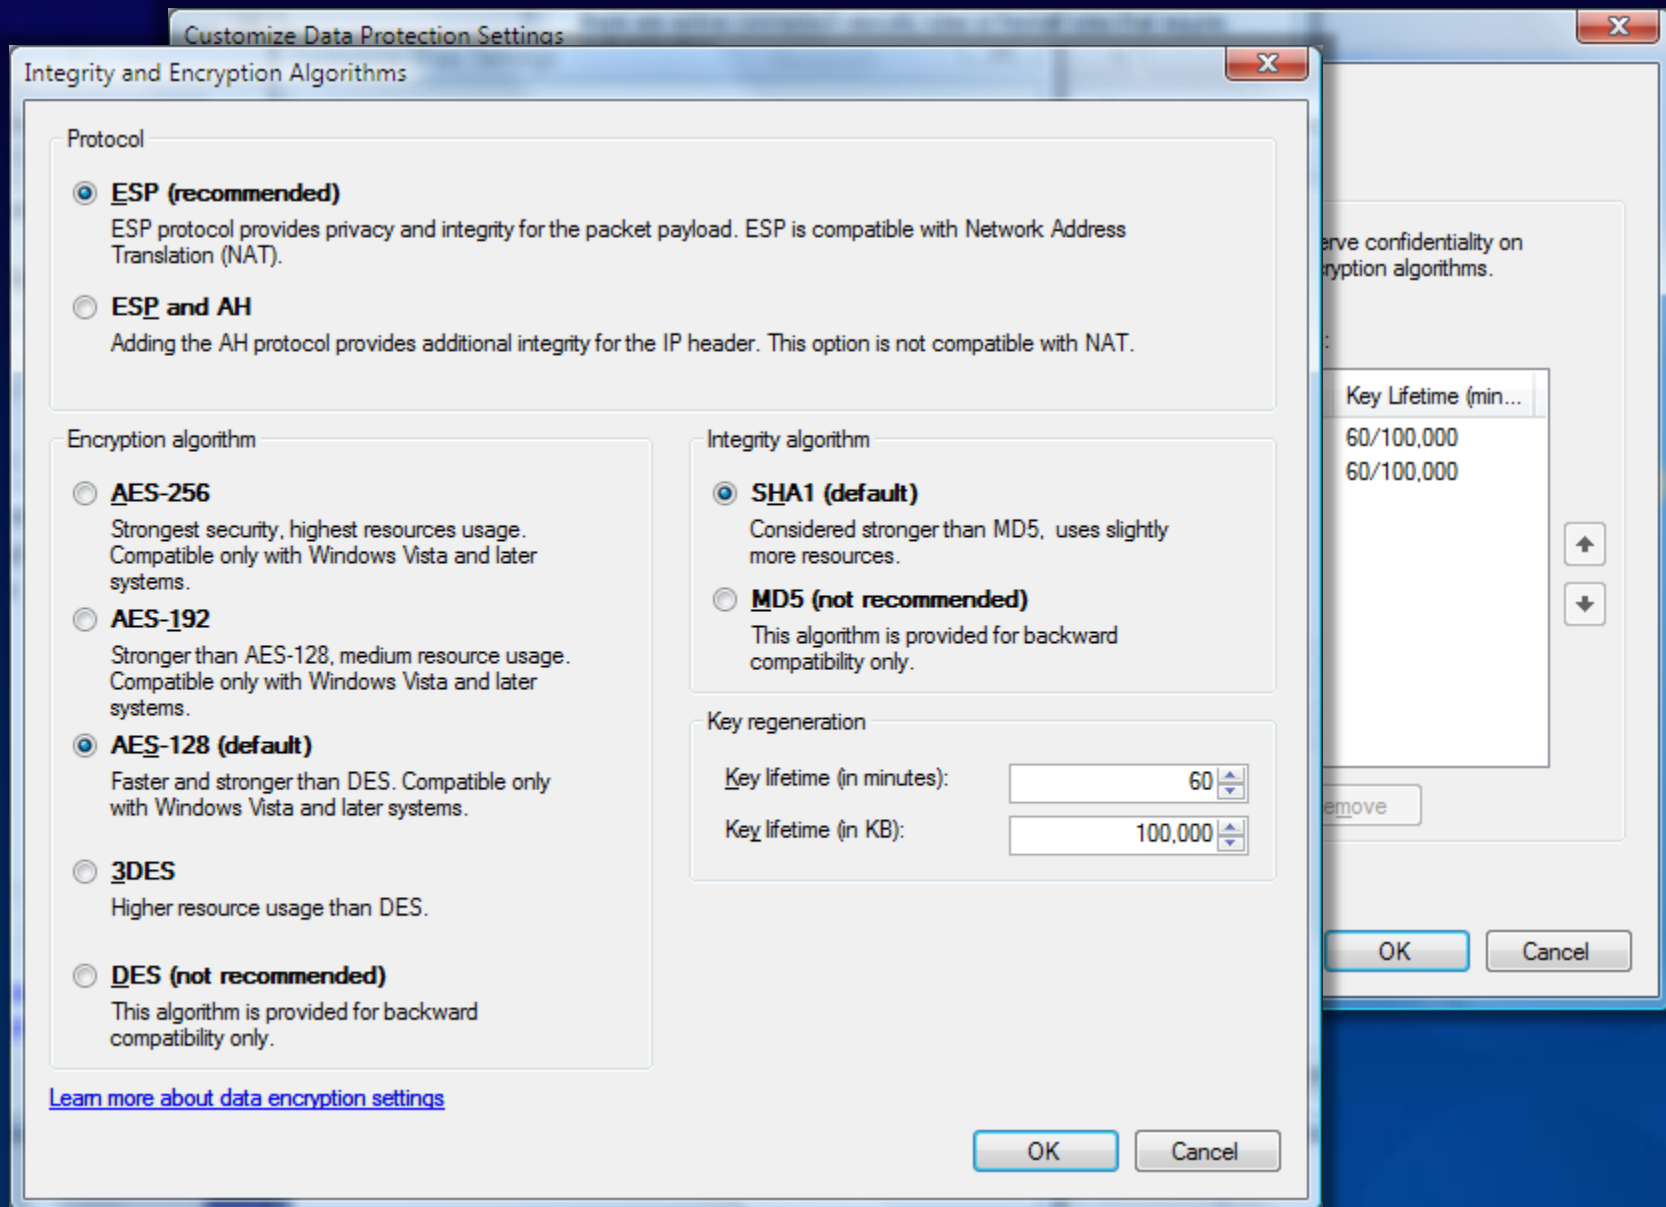 Customize Data Protection Settings
Integrity and Encryption Algorithms
Protocol
ESP (recommended)
ESP protocol provides privacy and integrity for the packet payload. ESP is compatible with Network Address
Translation (NAT).
ESP and AH
Adding the AH protocol provides additional integrity for the IP header. This option is not compatible with NAT.
Encryption algorithm
AES-256
Strongest security, highest resources usage.
Compatible only with Windows Vista and later
systems.
AES-192
Stronger than AES-128, medium resource usage.
Compatible only with Windows Vista and later
systems.
AES-128 (default)
Faster and stronger than DES. Compatible only
with Windows Vista and later systems.
3DES
Higher resource usage than DES.
DES (not recommended)
This algorithm is provided for backward
compatibility only.
Integrity algorithm
SHA1 (default)
Considered stronger than MD5, uses slightly
more resources.
MD5 (not recommended)
This algorithm is provided for backward
compatibility only.
Key regeneration
Key lifetime (in minutes): 60
Key lifetime (in KB): 100,000
Learn more about data encryption settings
OK Cancel
erve confidentiality on
ryption algorithms.
:
Key Lifetime (min...
60/100,000
60/100,000
emove
OK Cancel